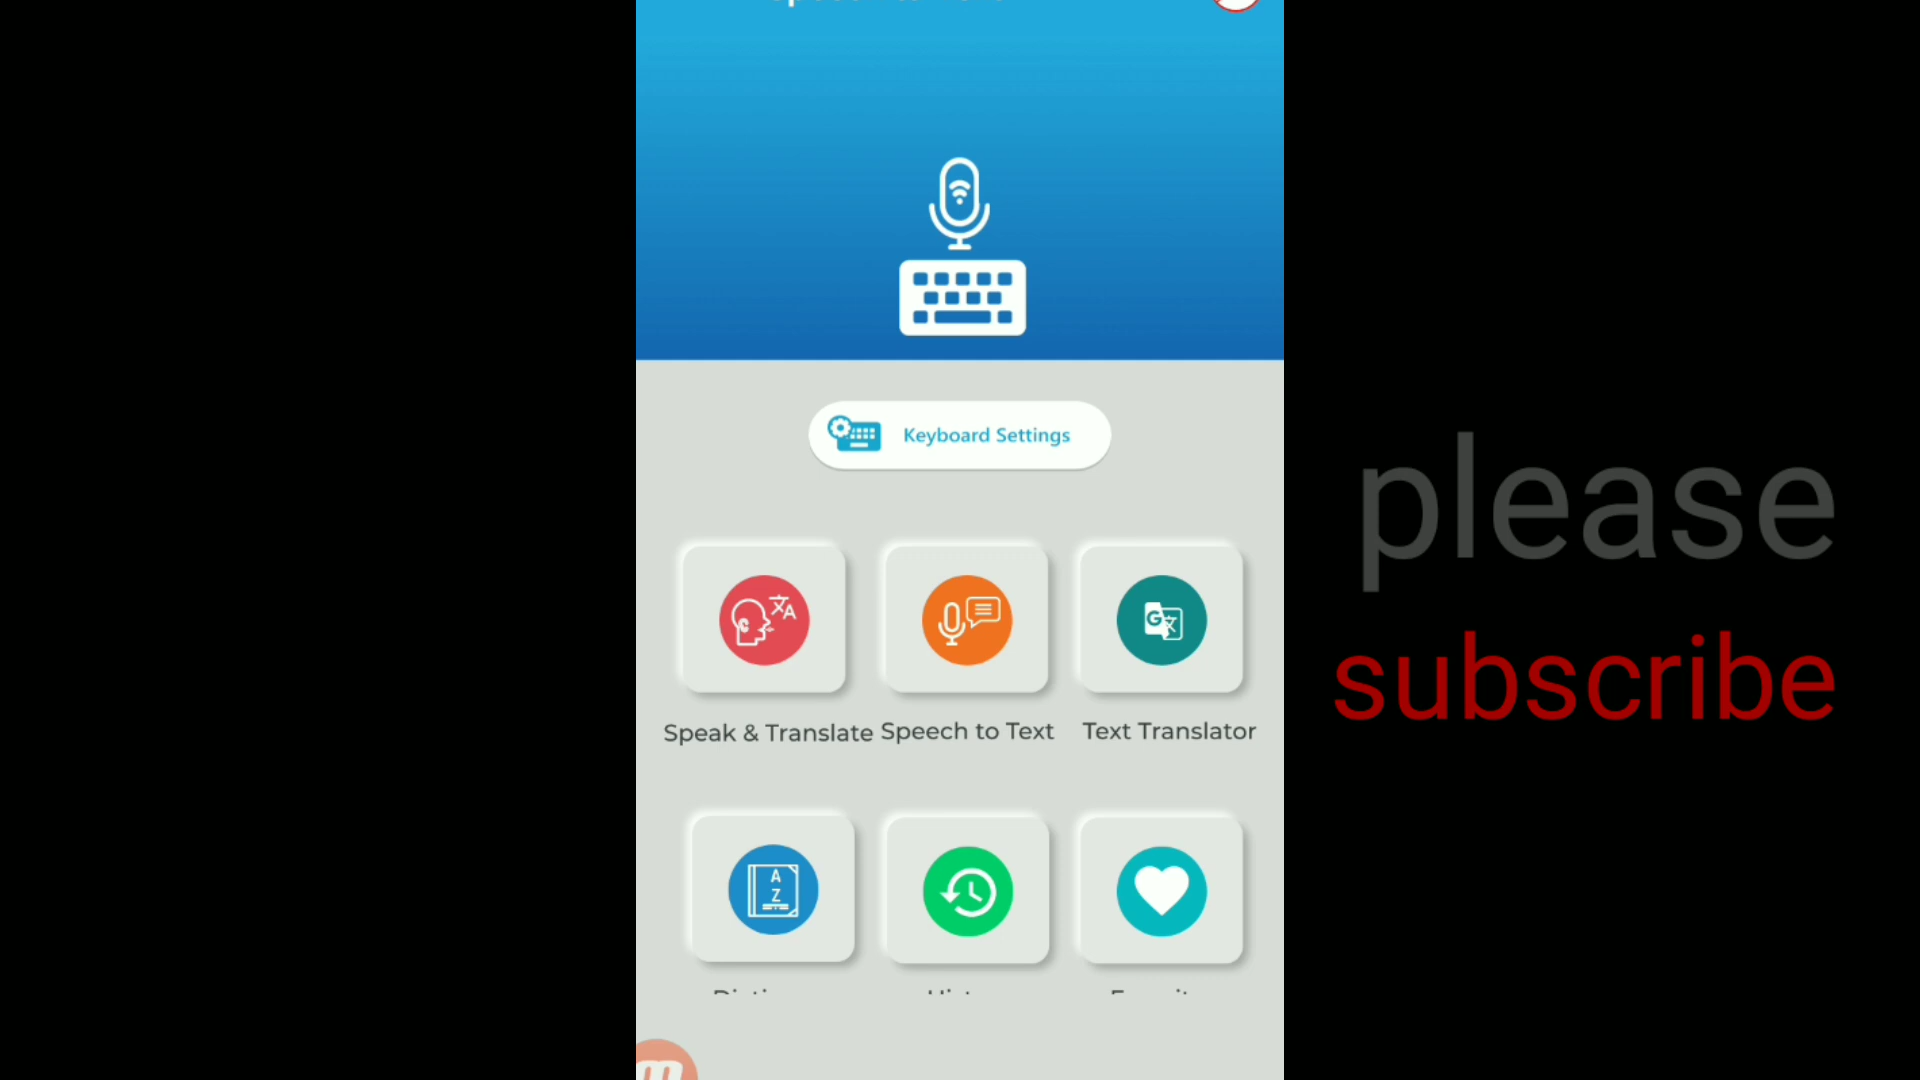 Keyboard Settings
Speak & Translate
Speech to Text
Text Translator
A
Z
please
subscribe